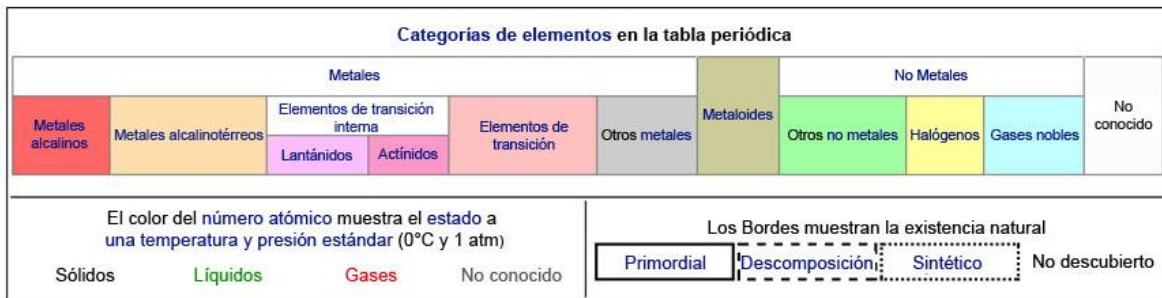 Categorías de elementos en la tabla periódica
Metales
Metaloides
No Metales
No
conocido
Metales
alcalinos
Metales alcalinotérreos
Elementos de transición
interna
Lantánidos
Actínidos
Elementos de
transición
Otros metales
Otros no metales
Halógenos
Gases nobles
El color del número atómico muestra el estado a
una temperatura y presión estándar (0°C y 1 atm)
Sólidos
Líquidos
Gases
No conocido
Los Bordes muestran la existencia natural
Primordial
Descomposición
Sintético
No descubierto